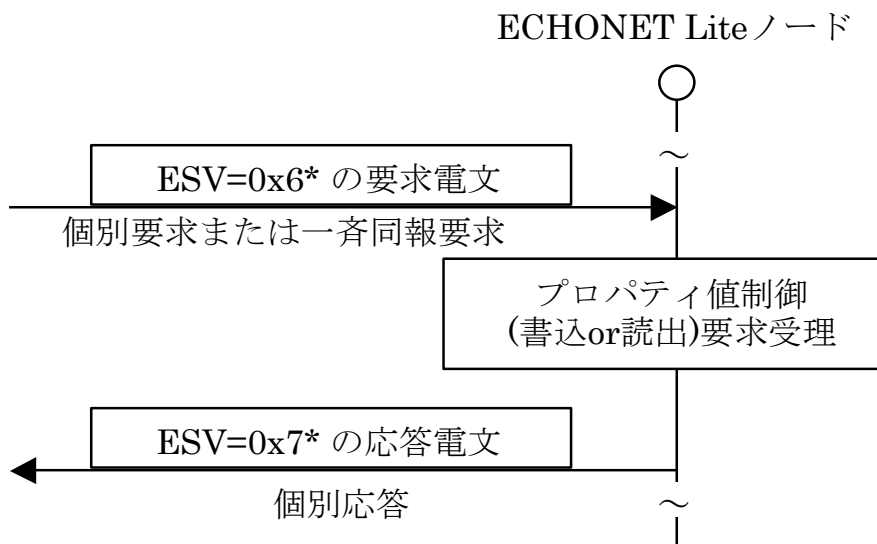 ECHONET Liteノード
～
ESV=0x6* の要求電文
個別要求または一斉同報要求
プロパティ値制御
(書込or読出)要求受理
ESV=0x7* の応答電文
個別応答
～